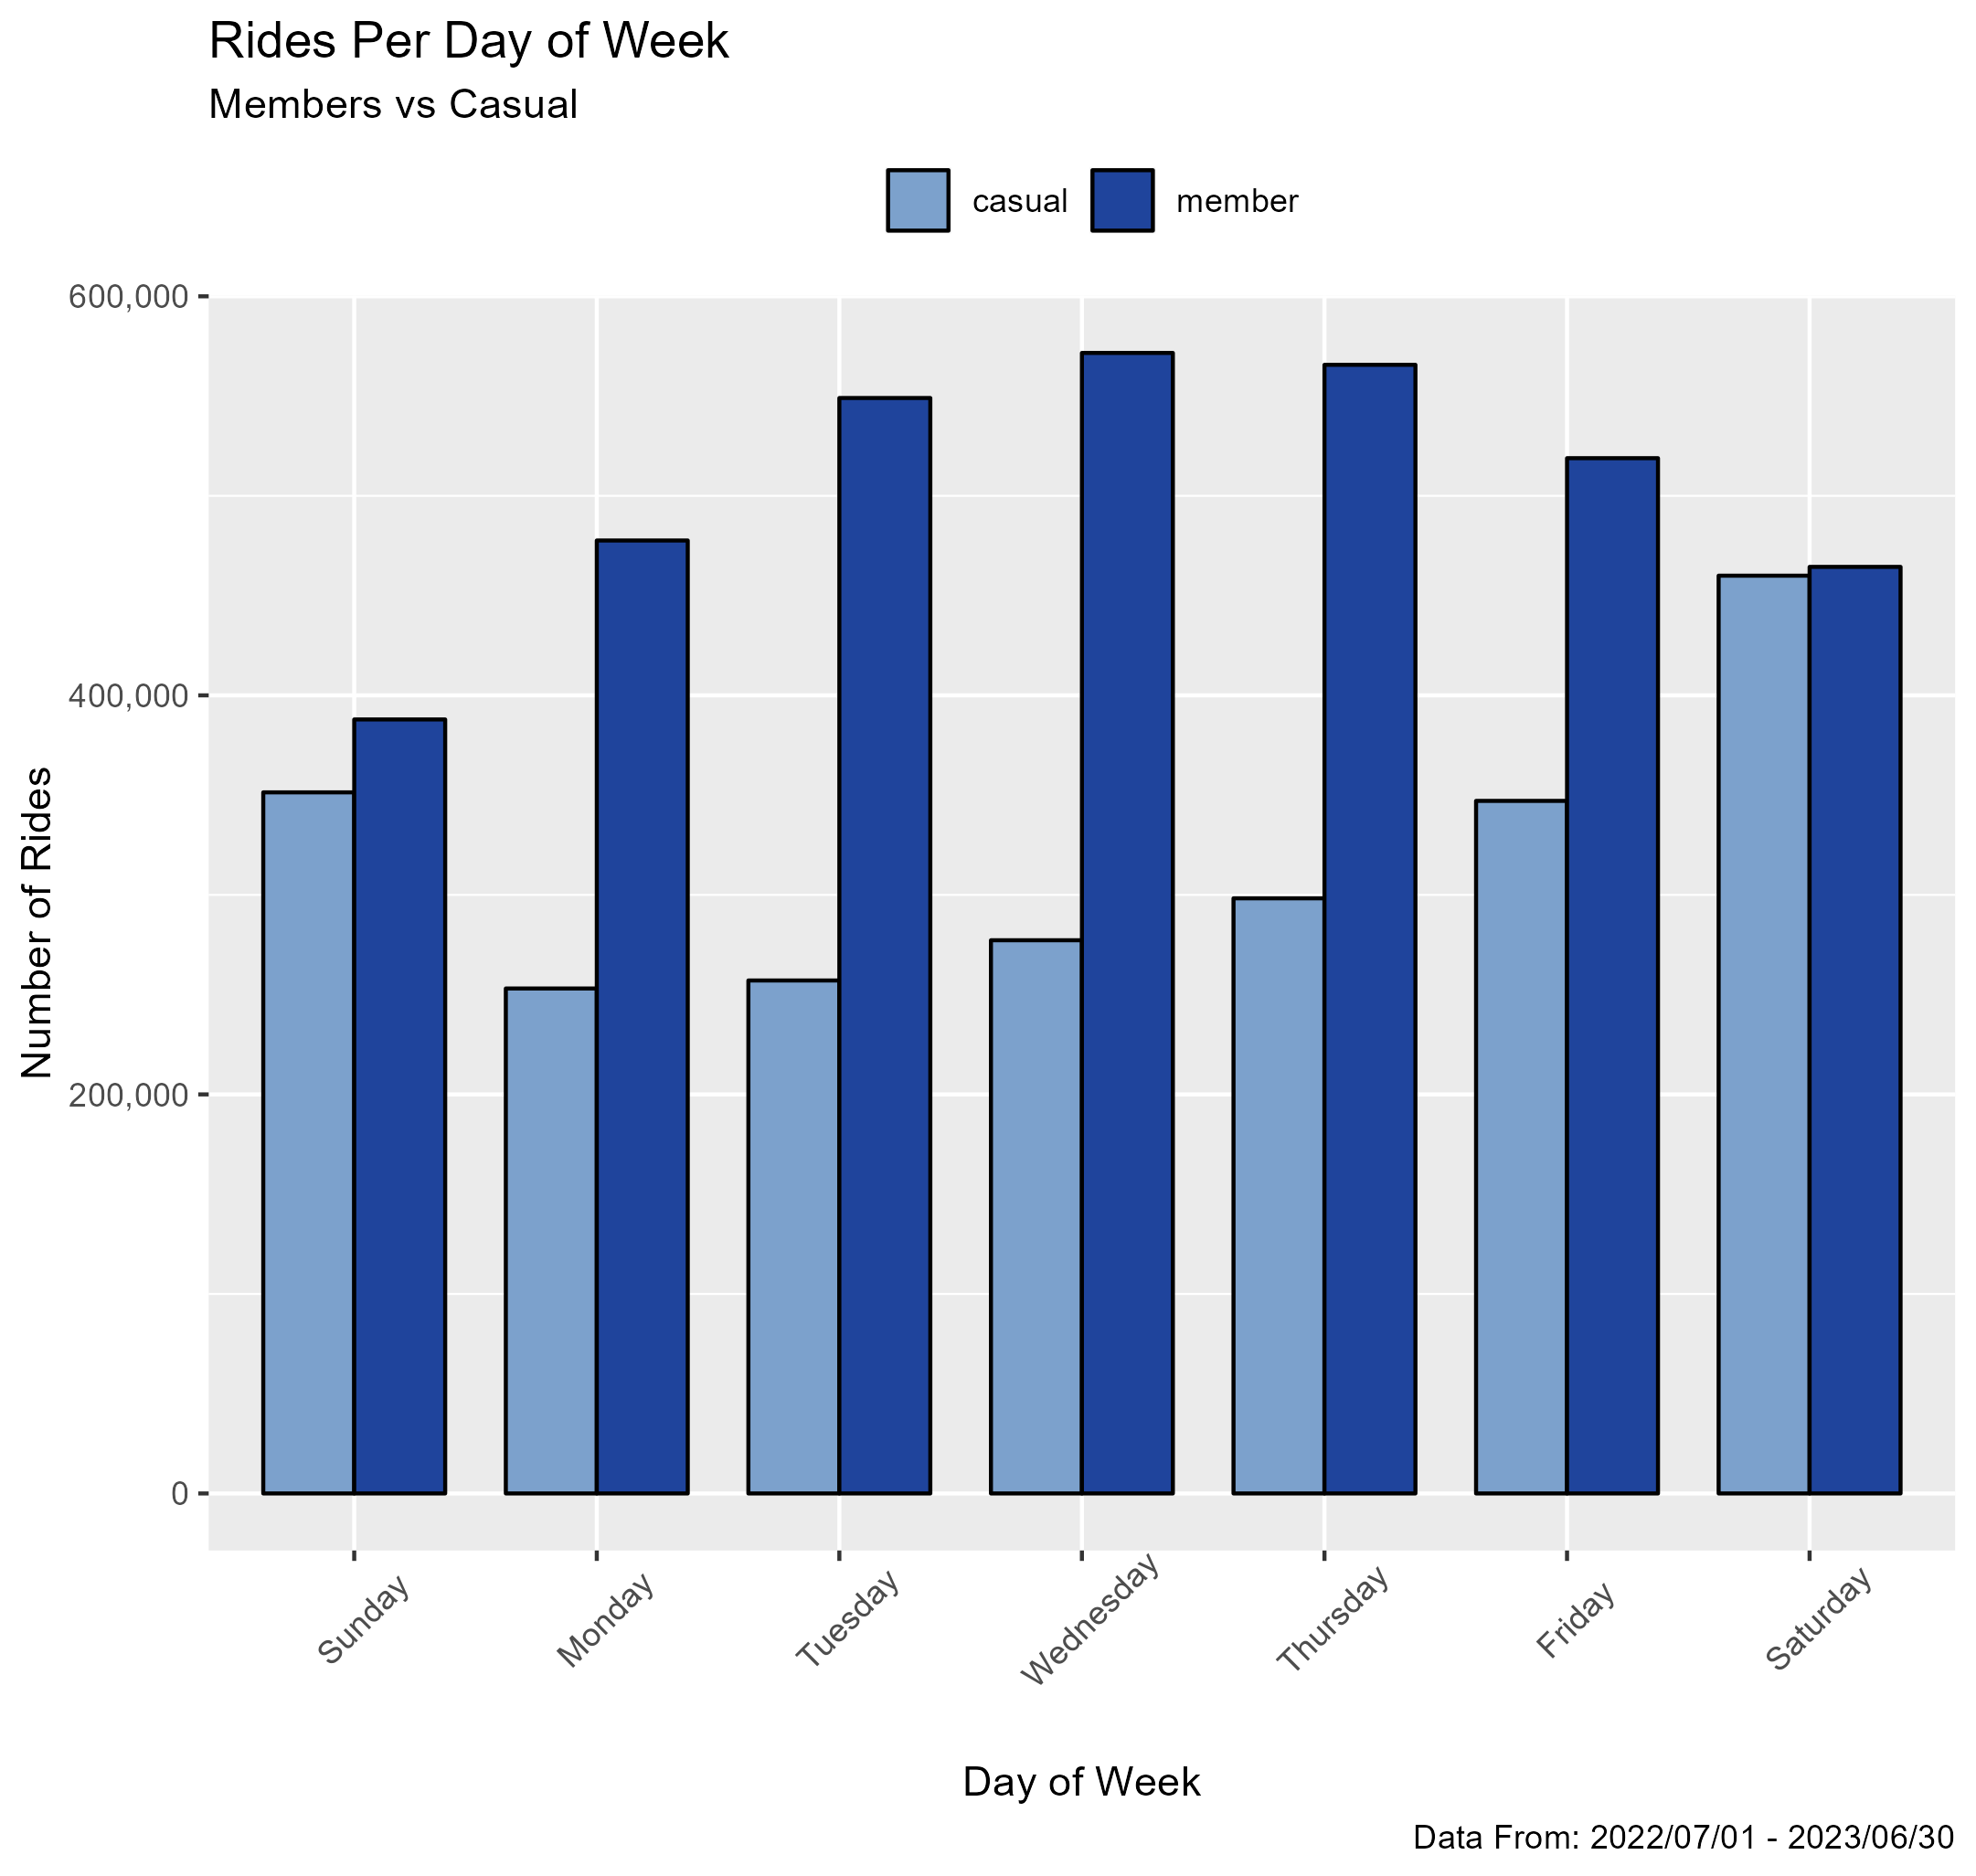 Rides Per Day of Week
Members vs Casual
casual member
600,000
400,000
200,000
0
Number of Rides
Sunday Monday Tuesday Wednesday Thursday Friday Saturday
Day of Week
Data From: 2022/07/01 - 2023/06/30